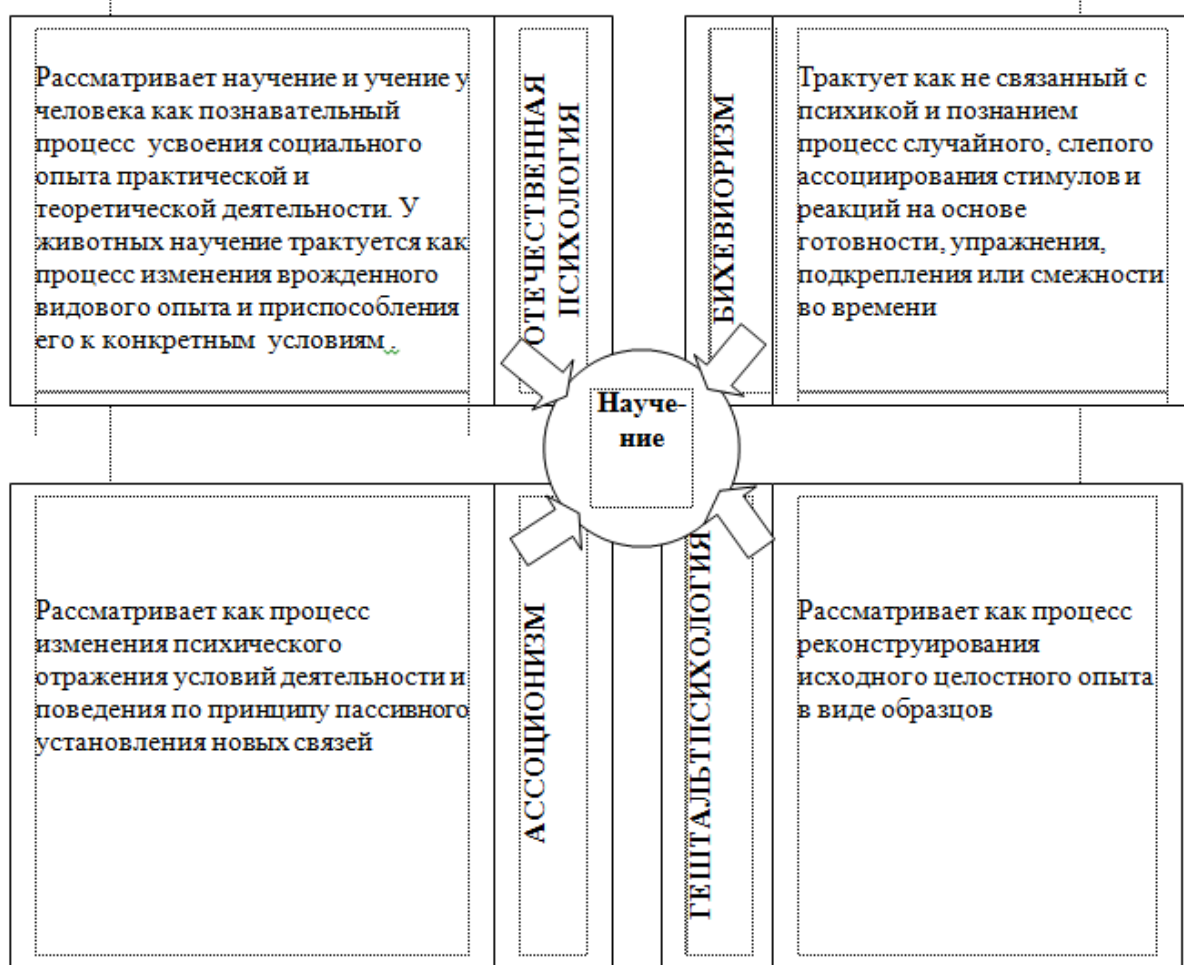 Рассматривает научение и учение у
человека как познавательный
процесс усвоения социального
опыта практической и
теоретической деятельности. У
животных научение трактуется как
процесс изменения врожденного
видового опыта и приспособления
его к конкретным условиям .
ОТЕЧЕСТВЕННАЯ
ПСИХОЛОГИЯ
БИХЕВИОРИЗМ
Трактует как не связанный с
психикой и познанием
процесс случайного, слепого
ассоциирования стимулов и
реакций на основе
готовности, упражнения,
подкрепления или смежности
во времени
Науче-
ние
Рассматривает как процесс
изменения психического
отражения условий деятельности и
поведения по принципу пассивного
установления новых связей
АССОЦИОНИЗМ
ГЕШТАЛЬТПСИХОЛОГИЯ
Рассматривает как процесс
реконструирования
исходного целостного опыта
в виде образцов